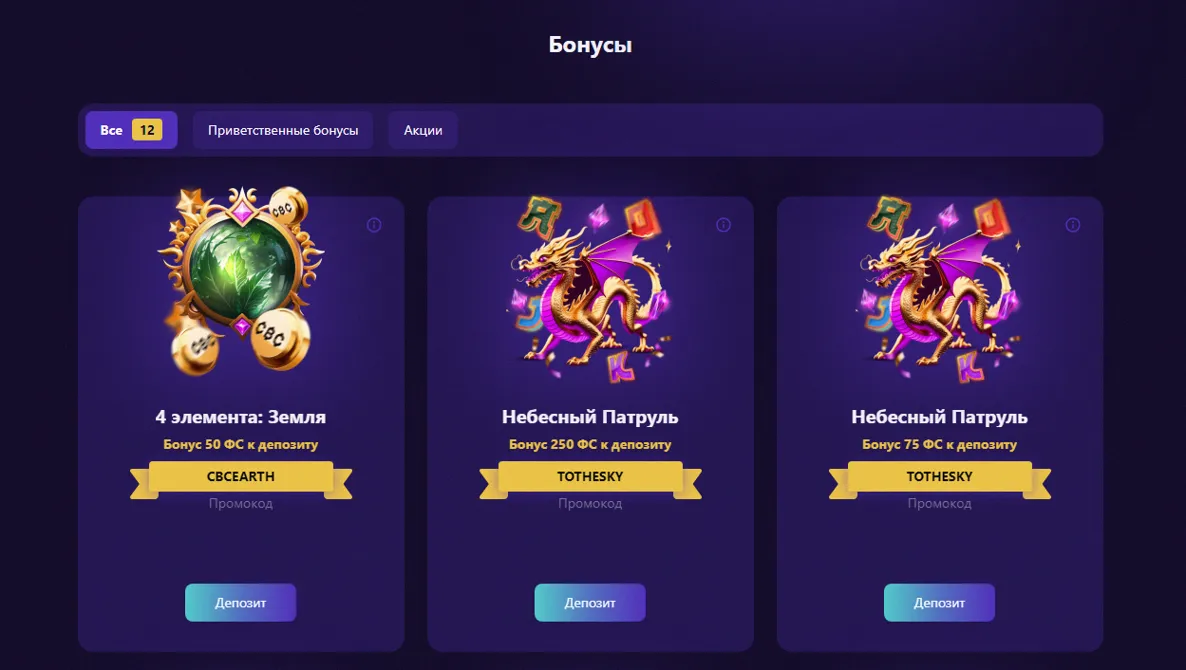 Бонусы
Все 12 Приветственные бонусы Акции
CBC
CBC
CBC
4 элемента: Земля
Бонус 50 ФС к депозиту
CBCEARTH
Промокод
Депозит
A J
J
K
Небесный Патруль
Бонус 250 ФС к депозиту
TOTHESKY
Промокод
Депозит
A J
J
K
Небесный Патруль
Бонус 75 ФС к депозиту
TOTHESKY
Промокод
Депозит